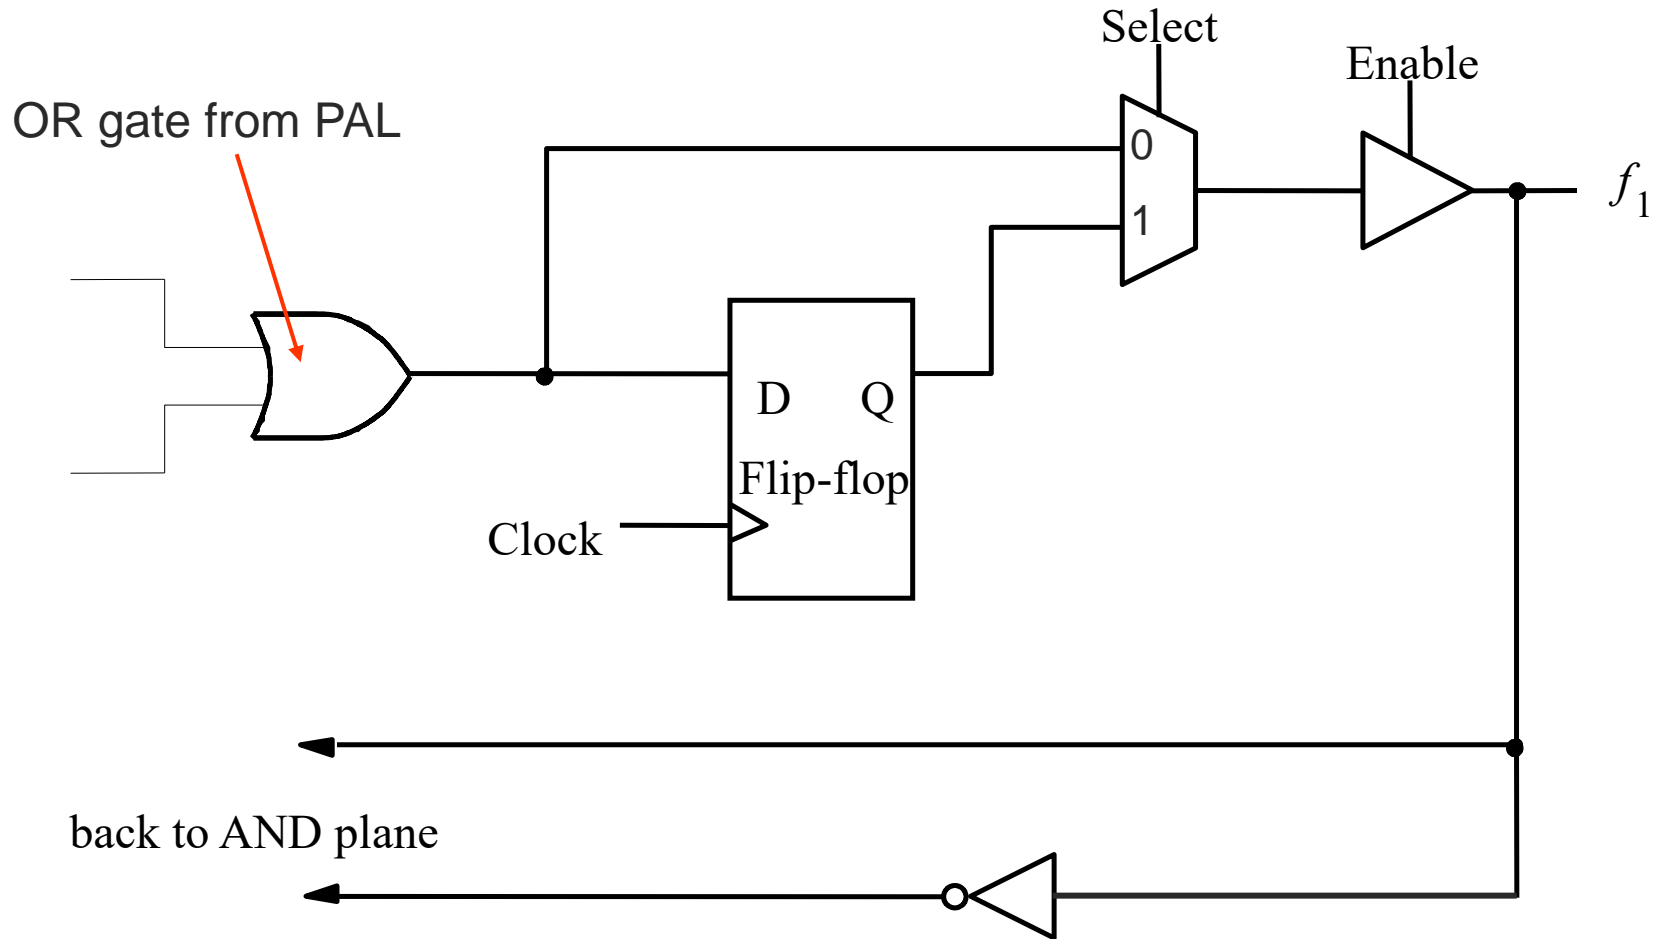 Select
Enable
OR gate from PAL
0
f1
1
D Q
Flip-flop
Clock
back to AND plane